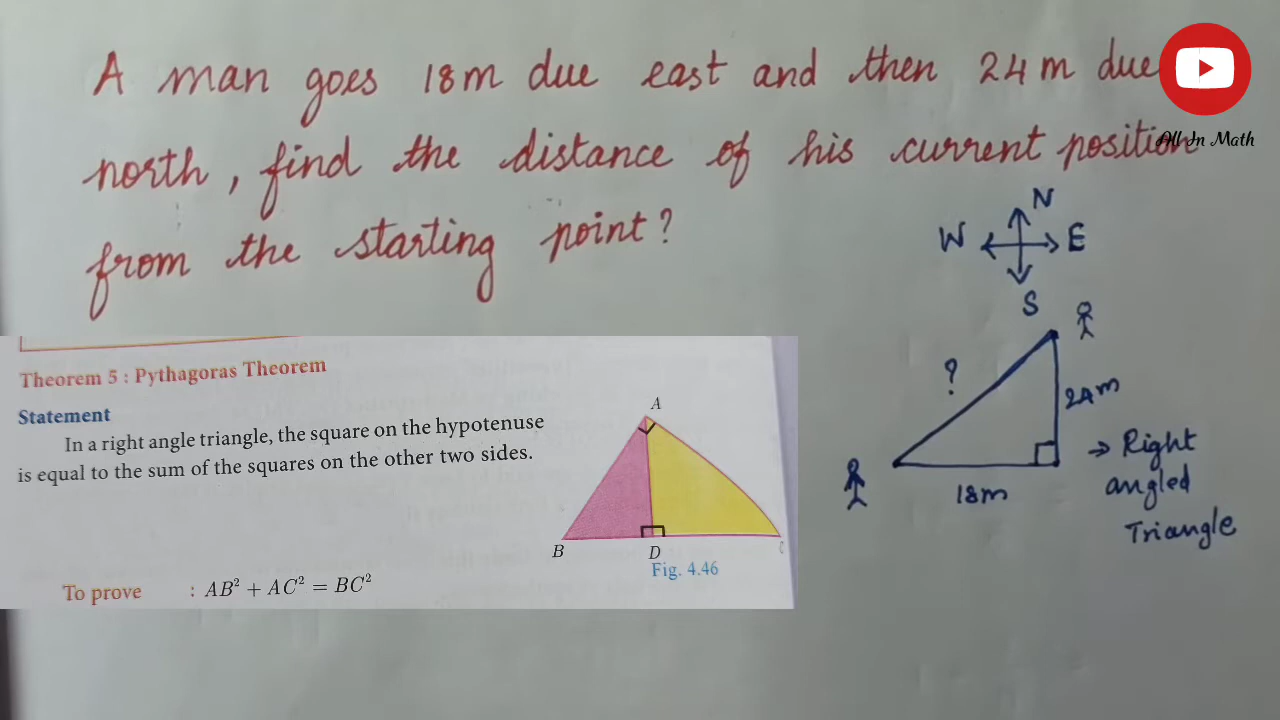 A man goes 18m due east and then 24m due
north, find the distance of his current position
from the starting point?
All In Math
N
W E
S
Theorem 5 : Pythagoras Theorem
Statement
In a right angle triangle, the square on the hypotenuse
is equal to the sum of the squares on the other two sides.
To prove : AB² + AC² = BC²
A
B D C
Fig. 4.46
?
24m
18m
→ Right
angled
Triangle